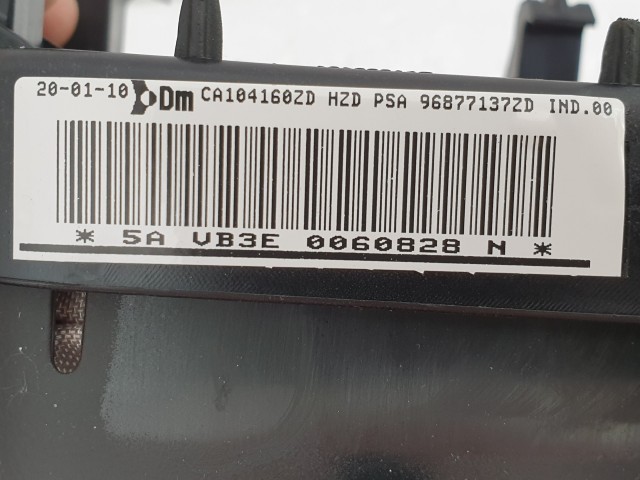 20-01-10 Dm CA104160ZD HZD PSA 96877137ZD IND.00
* 5A VB3E 0060828 N *